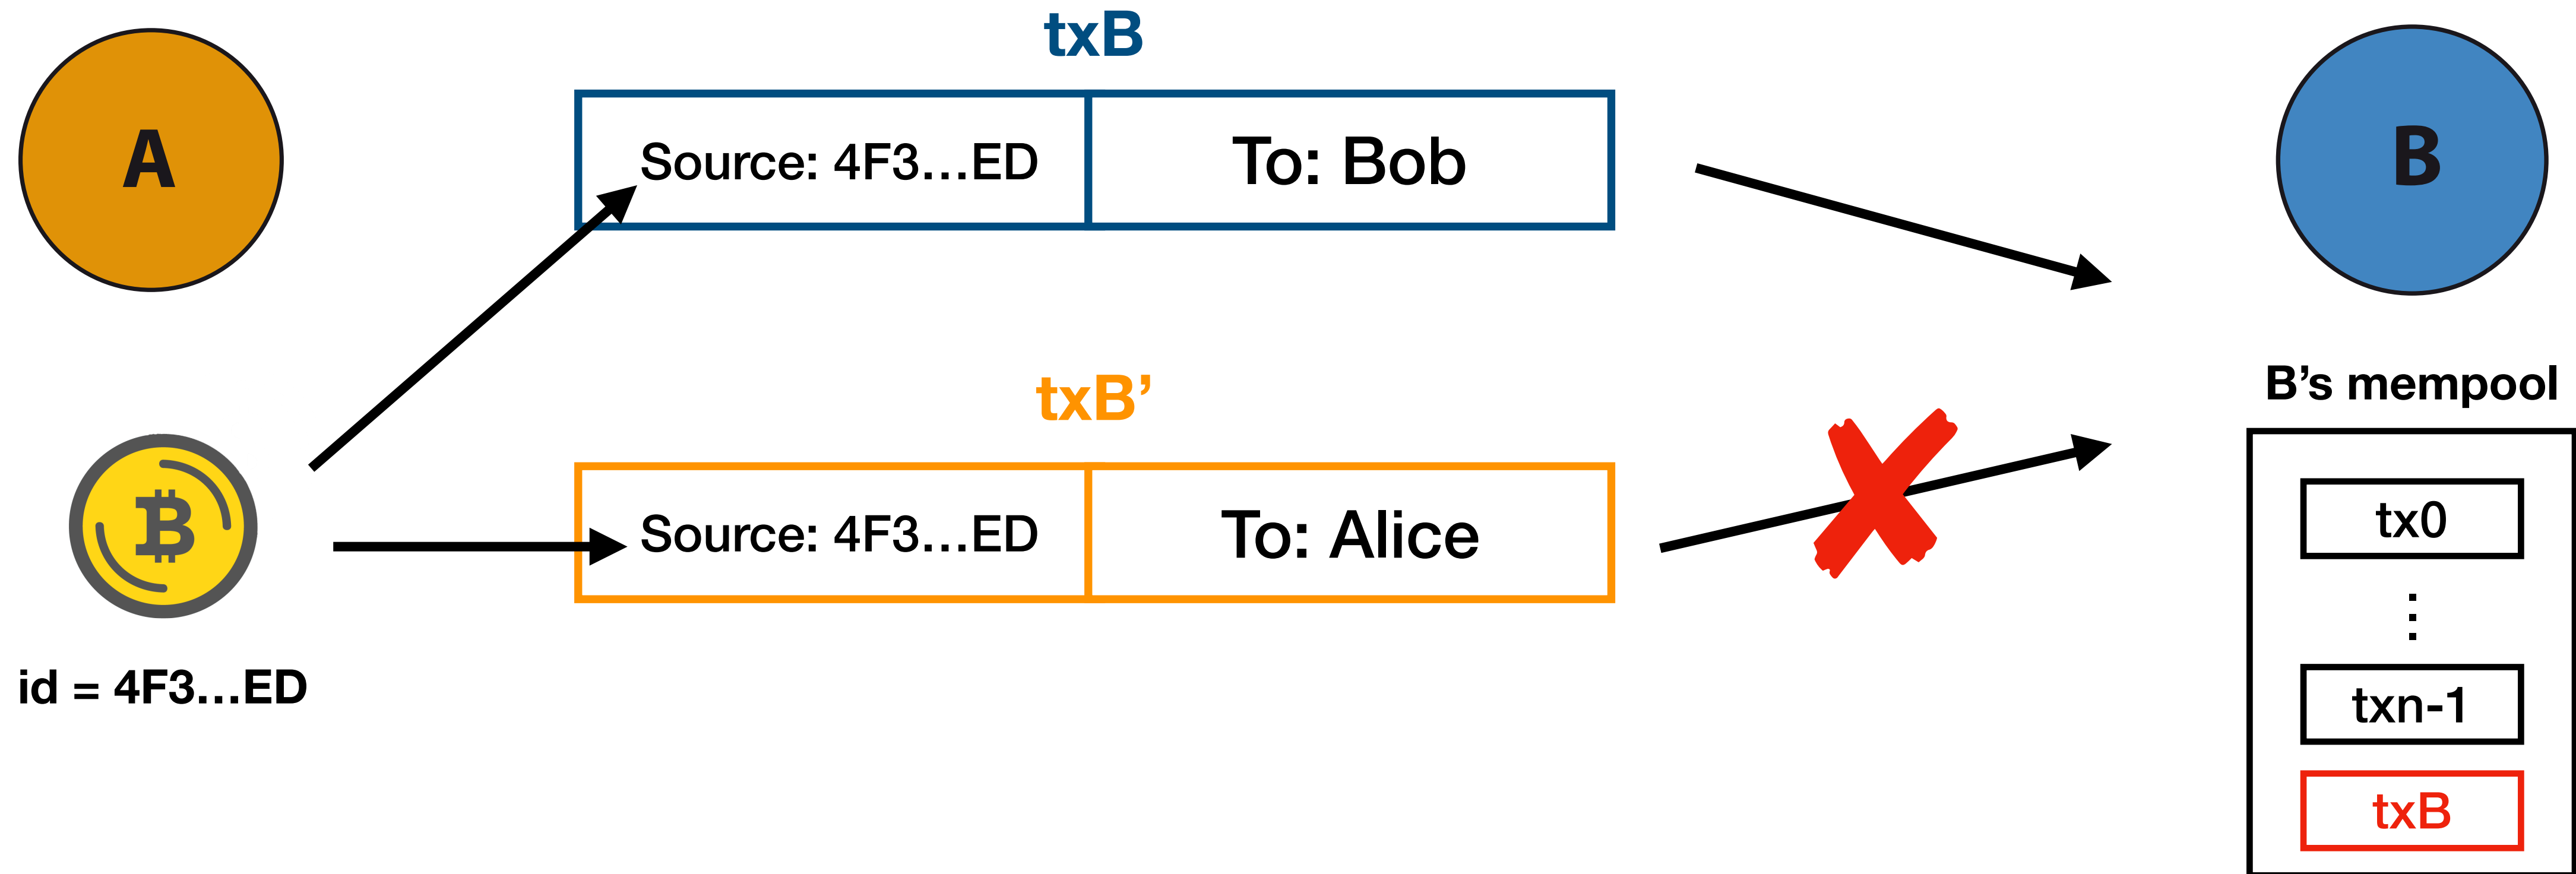 txB
A
Source: 4F3...ED
To: Bob
B
txB’
B’s mempool
Source: 4F3...ED
To: Alice
tx0
⋮
id = 4F3...ED
txn-1
txB